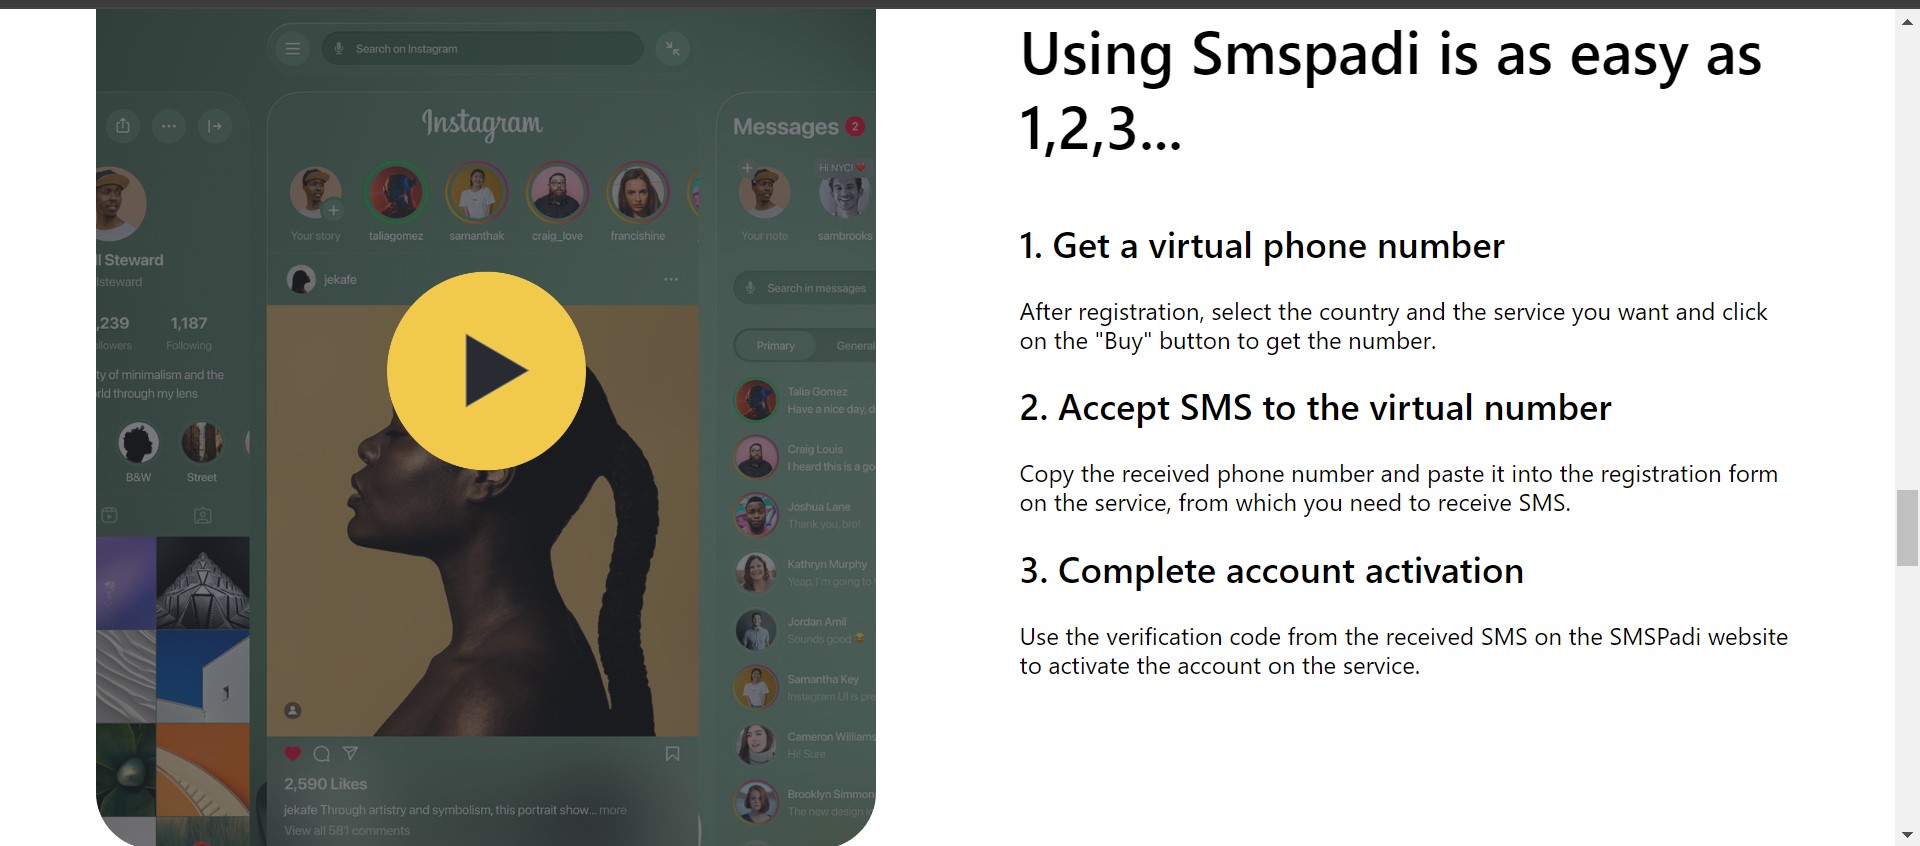 Search on Instagram
Instagram
Messages 2
Hi NYC! ❤️
Your story
taliagomez
samanthak
craig_love
francishine
Your note
sambrooks
Steward
steward
jekafe
Search in messages
,239
1,187
Following
Primary
General
ty of minimalism and the
rld through my lens
Talia Gomez
Have a nice day, d
Craig Louis
I heard this is a go
B&W
Street
Joshua Lane
Thank you, bro!
Kathryn Murphy
Yeap, I'm going to
Jordan Amil
Sounds good 😂
Samantha Key
Instagram UI is pre
Cameron Williams
Hi! Sure
2,590 Likes
Brooklyn Simmon
The new design i
jekafe Through artistry and symbolism, this portrait show... more
View all 581 comments
Using Smspadi is as easy as
1,2,3...
1. Get a virtual phone number
After registration, select the country and the service you want and click
on the "Buy" button to get the number.
2. Accept SMS to the virtual number
Copy the received phone number and paste it into the registration form
on the service, from which you need to receive SMS.
3. Complete account activation
Use the verification code from the received SMS on the SMSPadi website
to activate the account on the service.